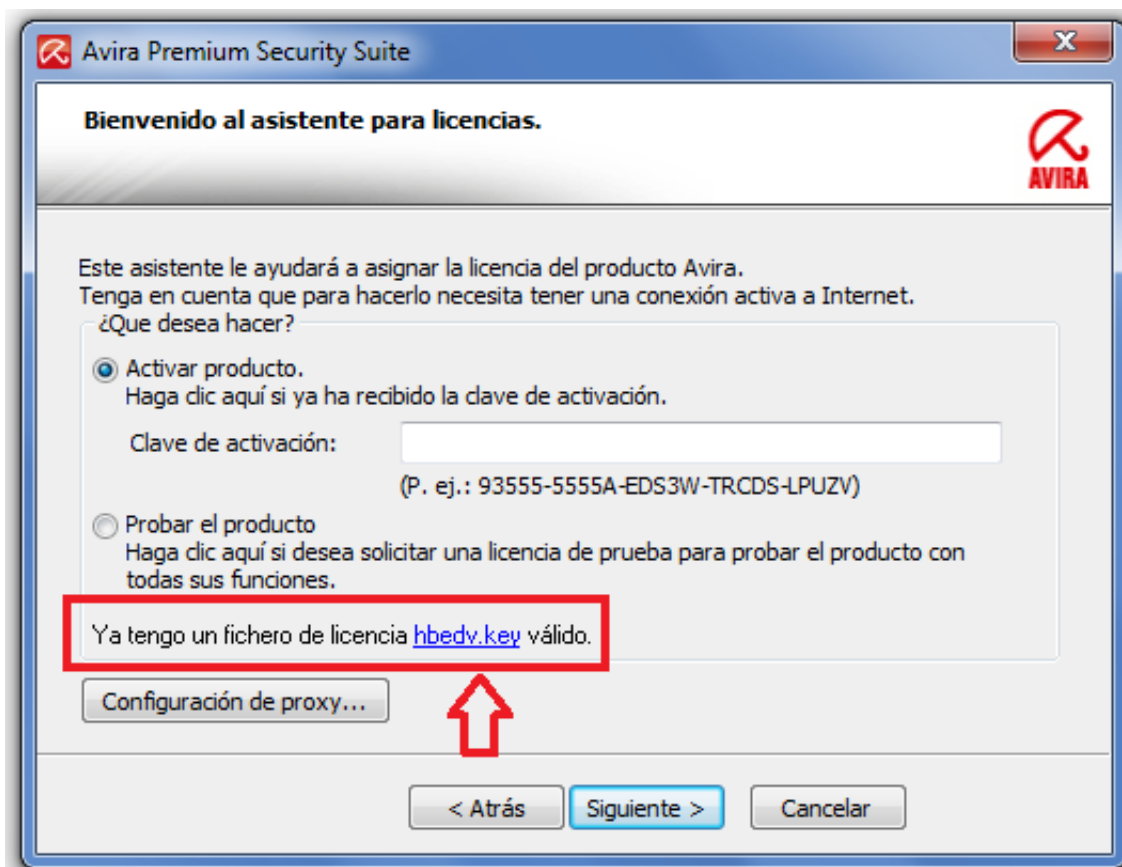 Avira Premium Security Suite
Bienvenido al asistente para licencias.
AVIRA
Este asistente le ayudará a asignar la licencia del producto Avira.
Tenga en cuenta que para hacerlo necesita tener una conexión activa a Internet.
¿Que desea hacer?
Activar producto.
Haga clic aquí si ya ha recibido la clave de activación.
Clave de activación:
(P. ej.: 93555-5555A-EDS3W-TRCDS-LPUZV)
Probar el producto
Haga clic aquí si desea solicitar una licencia de prueba para probar el producto con
todas sus funciones.
Ya tengo un fichero de licencia hbedv.key válido.
Configuración de proxy...
< Atrás
Siguiente >
Cancelar